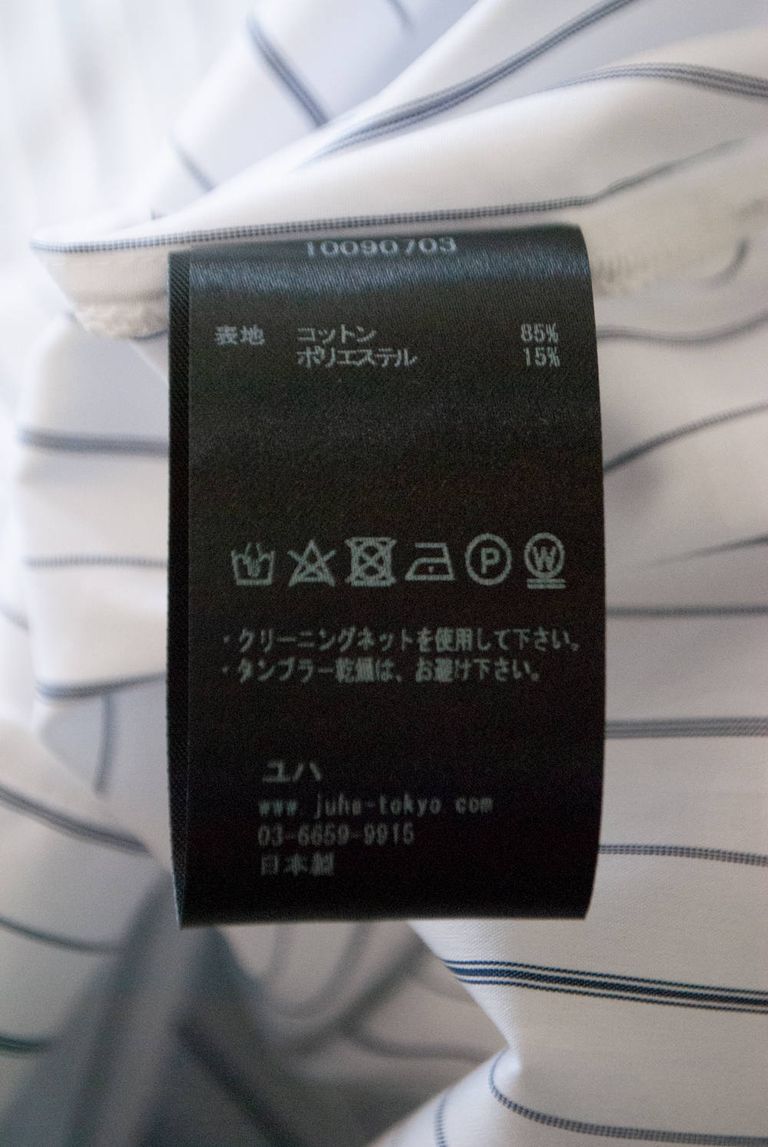 10090703
表地 コットン 85%
ポリエステル 15%
P W
・クリーニングネットを使用して下さい。
・タンブラー乾燥は、お避け下さい。
ユハ
www juha-tokyo com
03-6659-9915
日本製